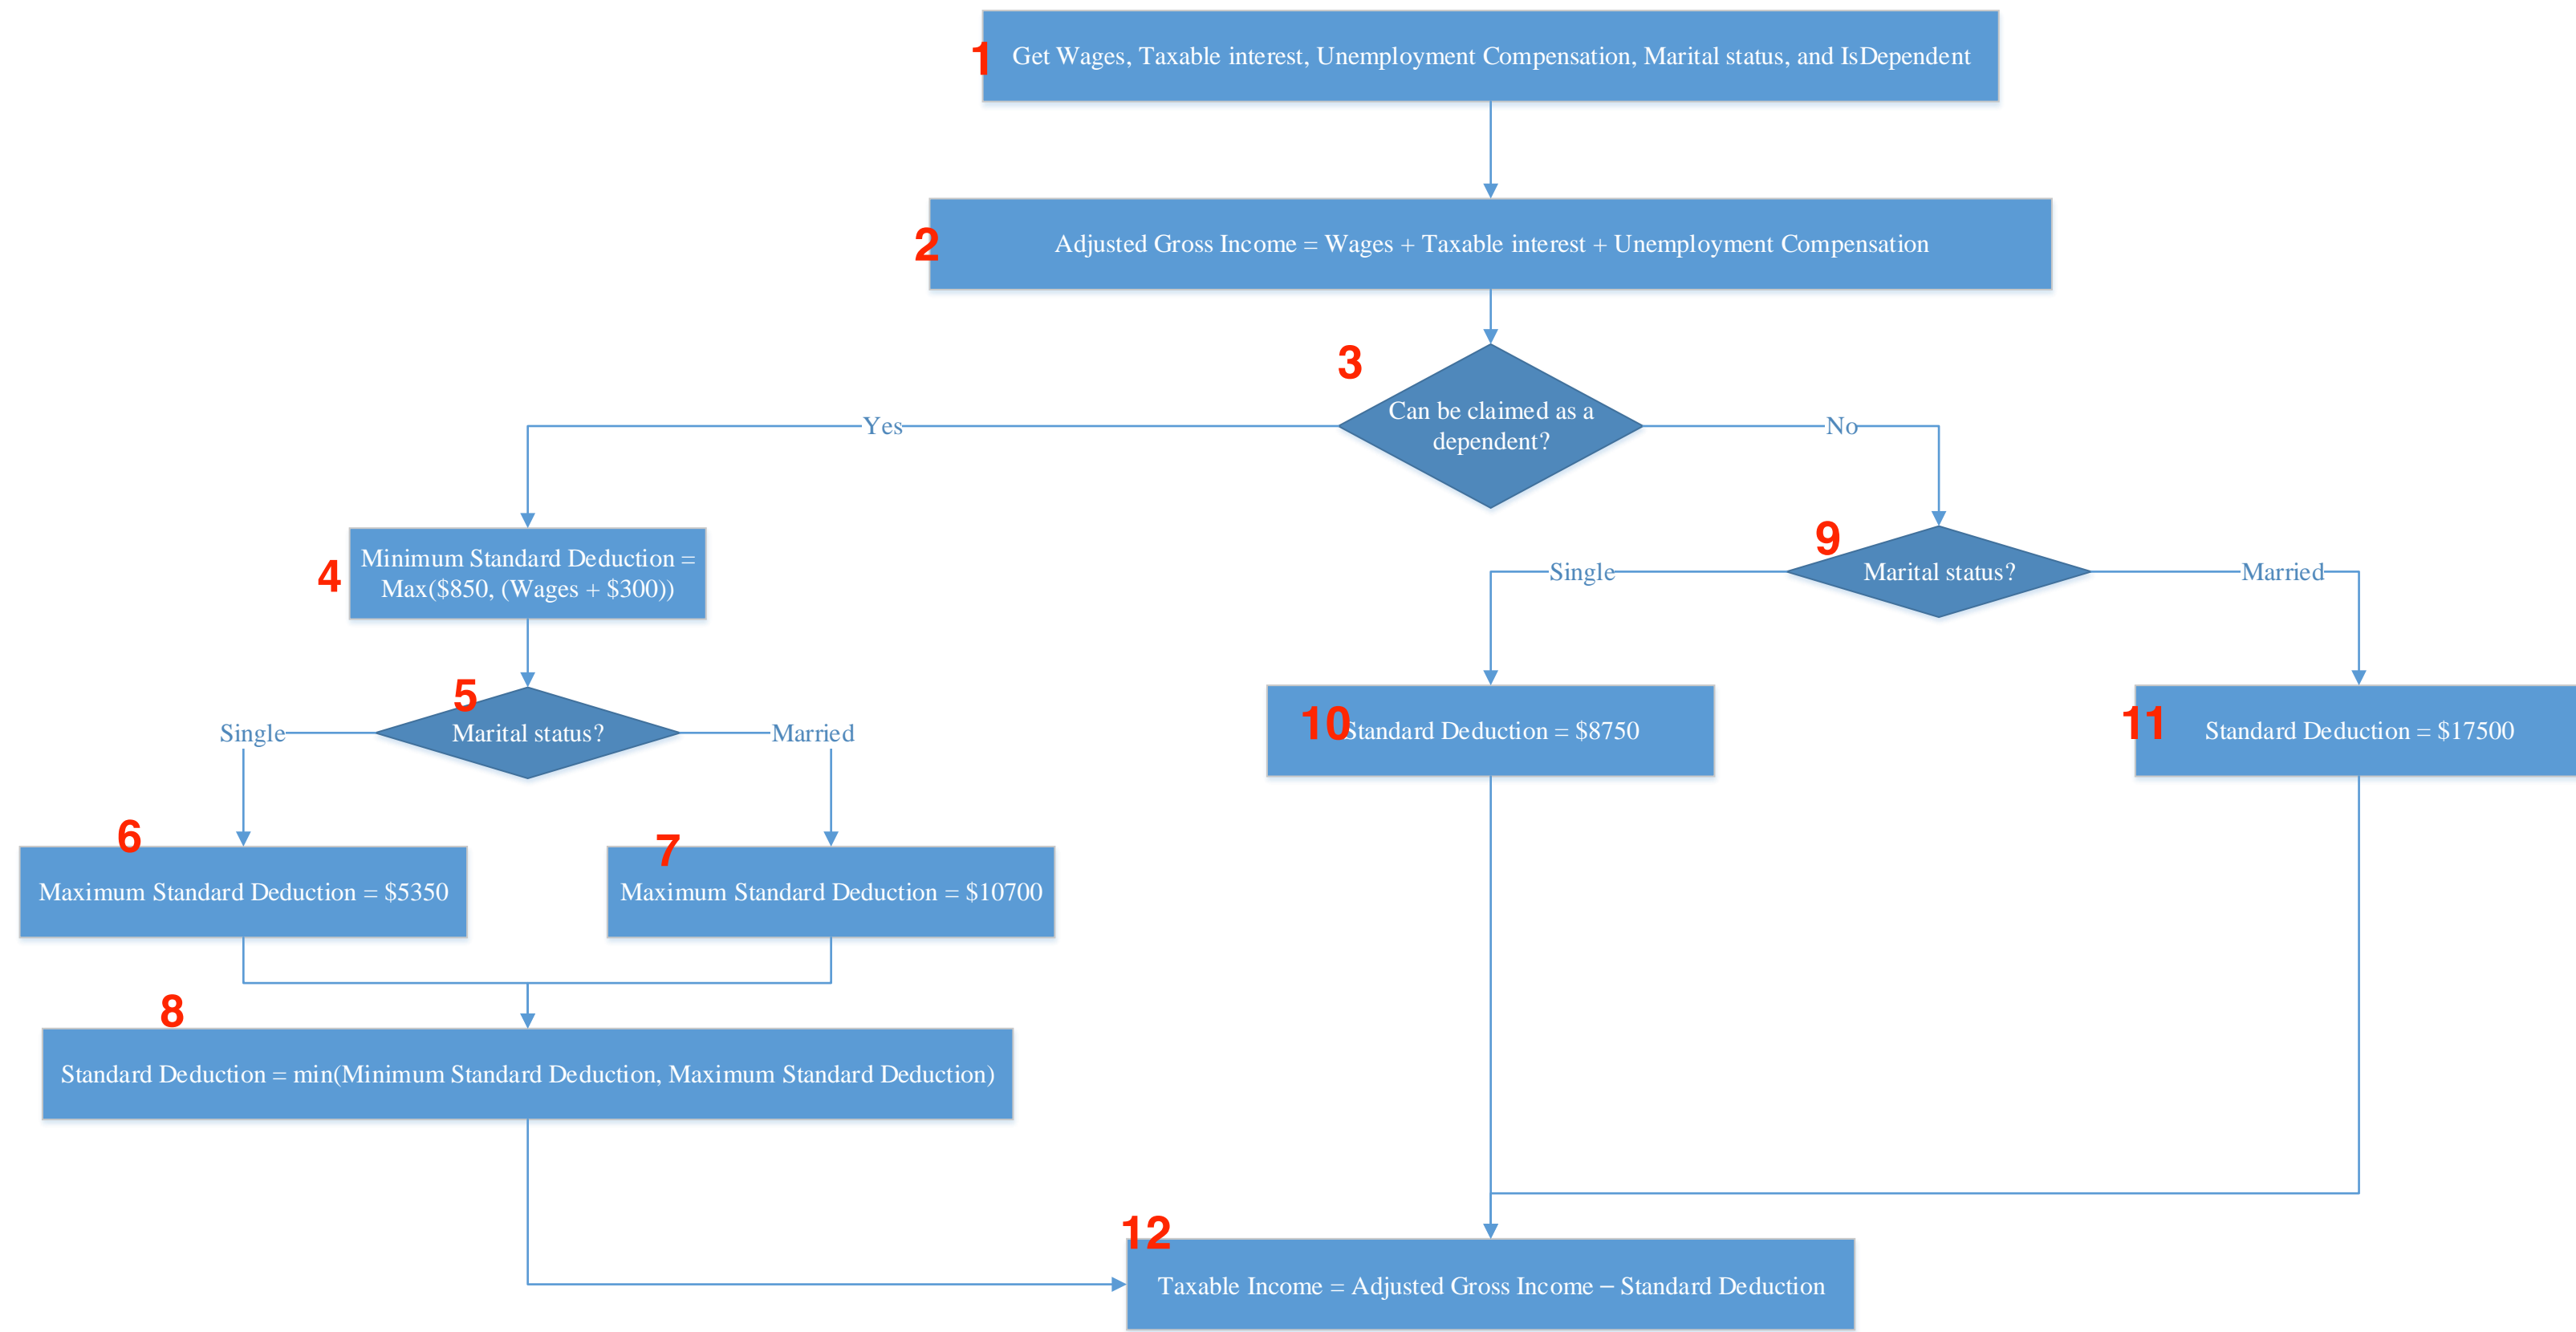 1
Get Wages, Taxable interest, Unemployment Compensation, Marital status, and IsDependent
2
Adjusted Gross Income = Wages + Taxable interest + Unemployment Compensation
3
Can be claimed as a
dependent?
Yes
No
4
Minimum Standard Deduction =
Max($850, (Wages + $300))
9
Marital status?
Single
Married
5
Marital status?
Single
Married
10
Standard Deduction = $8750
11
Standard Deduction = $17500
6
Maximum Standard Deduction = $5350
7
Maximum Standard Deduction = $10700
8
Standard Deduction = min(Minimum Standard Deduction, Maximum Standard Deduction)
12
Taxable Income = Adjusted Gross Income – Standard Deduction